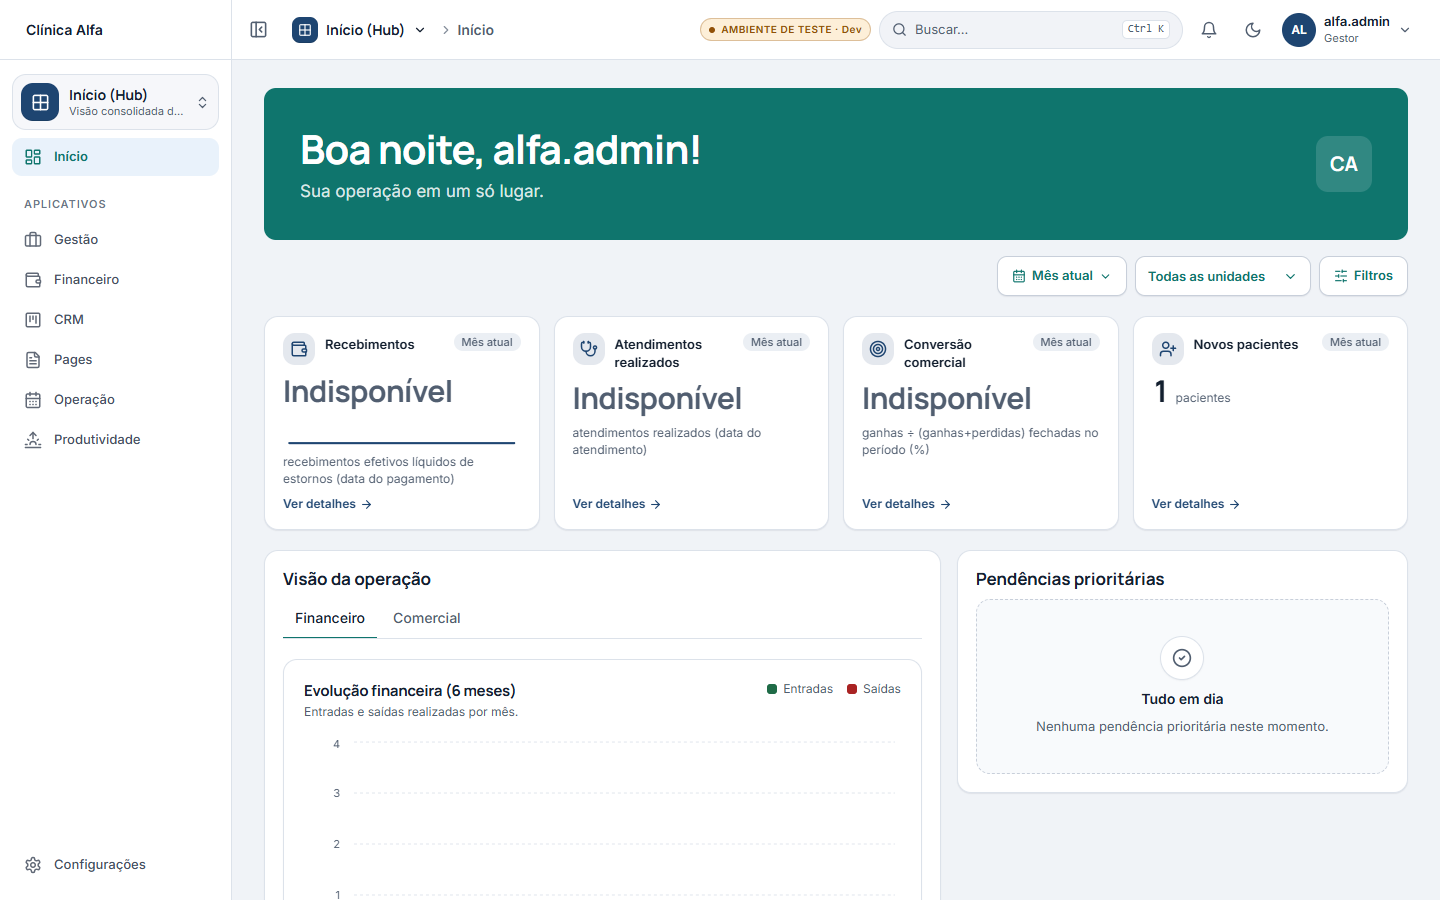 Clínica Alfa
Início (Hub)
Início
AMBIENTE DE TESTE · Dev
Buscar...
Ctrl K
AL
alfa.admin
Gestor
Início (Hub)
Visão consolidada d...
Início
APLICATIVOS
Gestão
Financeiro
CRM
Pages
Operação
Produtividade
Configurações
Boa noite, alfa.admin!
Sua operação em um só lugar.
CA
Mês atual
Todas as unidades
Filtros
Recebimentos
Mês atual
Indisponível
recebimentos efetivos líquidos de
estornos (data do pagamento)
Ver detalhes →
Atendimentos
realizados
Mês atual
Indisponível
atendimentos realizados (data do
atendimento)
Ver detalhes →
Conversão
comercial
Mês atual
Indisponível
ganhas ÷ (ganhas+perdidas) fechadas no
período (%)
Ver detalhes →
Novos pacientes
Mês atual
1 pacientes
Ver detalhes →
Visão da operação
Financeiro
Comercial
Evolução financeira (6 meses)
Entradas e saídas realizadas por mês.
Entradas
Saídas
4
3
2
1
Pendências prioritárias
Tudo em dia
Nenhuma pendência prioritária neste momento.